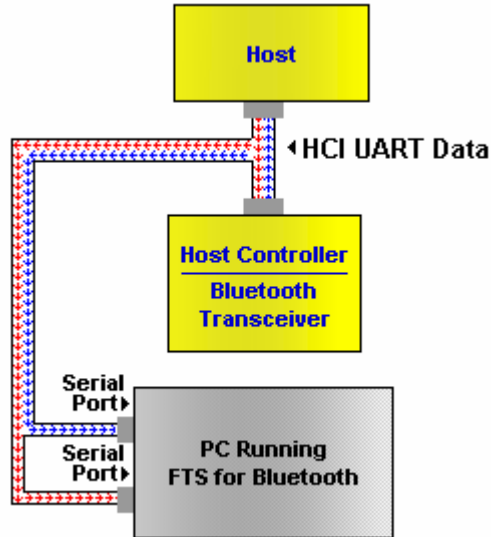 Host
HCI UART Data
Host Controller
Bluetooth
Transceiver
Serial
Port
PC Running
FTS for Bluetooth
Serial
Port